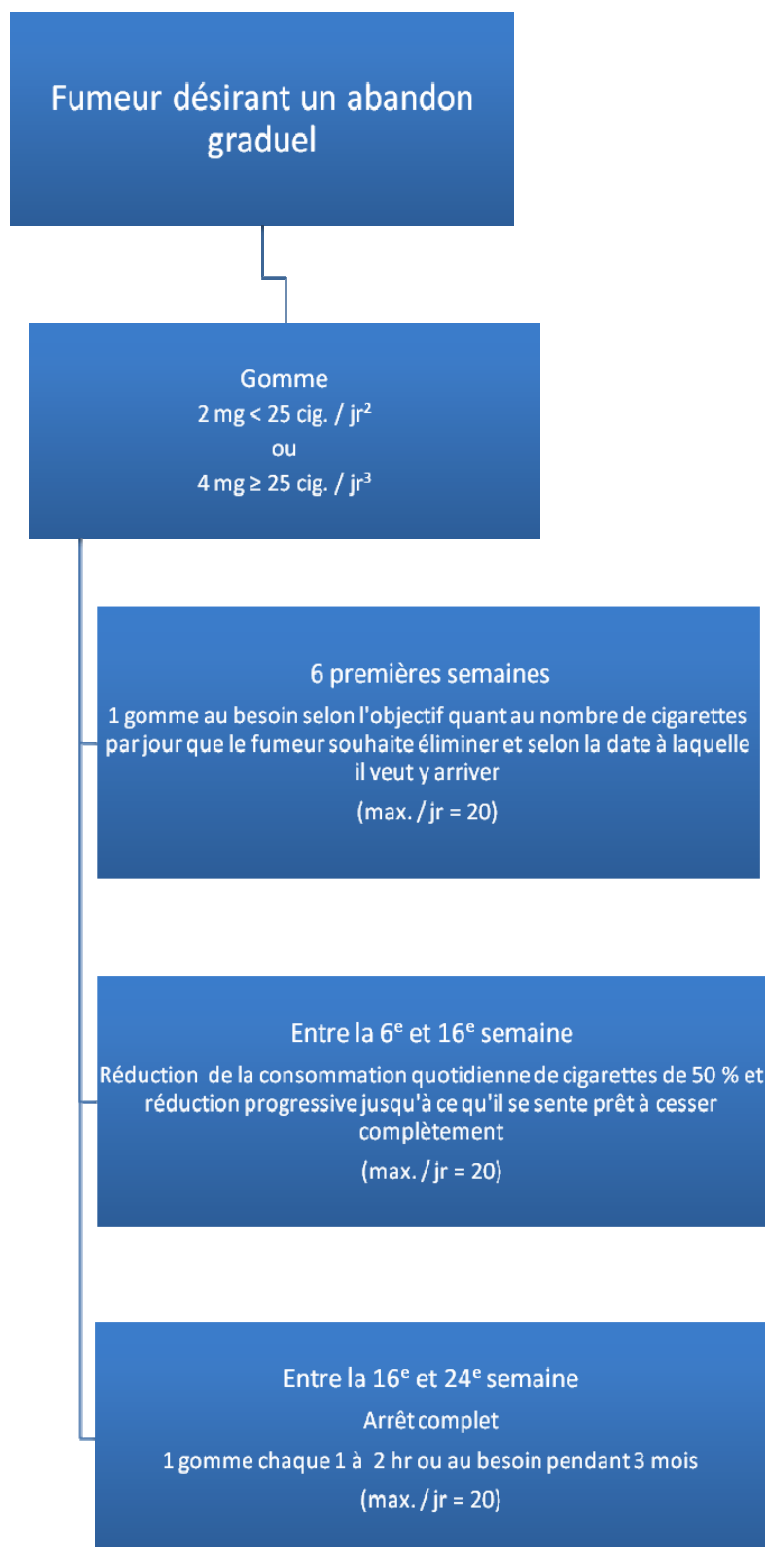 Fumeur désirant un abandon
graduel
Gomme
2 mg < 25 cig. / jr²
ou
4 mg ≥ 25 cig. / jr³
6 premières semaines
1 gomme au besoin selon l'objectif quant au nombre de cigarettes
par jour que le fumeur souhaite éliminer et selon la date à laquelle
il veut y arriver
(max. / jr = 20)
Entre la 6ᵉ et 16ᵉ semaine
Réduction de la consommation quotidienne de cigarettes de 50 % et
réduction progressive jusqu'à ce qu'il se sente prêt à cesser
complètement
(max. / jr = 20)
Entre la 16ᵉ et 24ᵉ semaine
Arrêt complet
1 gomme chaque 1 à 2 hr ou au besoin pendant 3 mois
(max. / jr = 20)